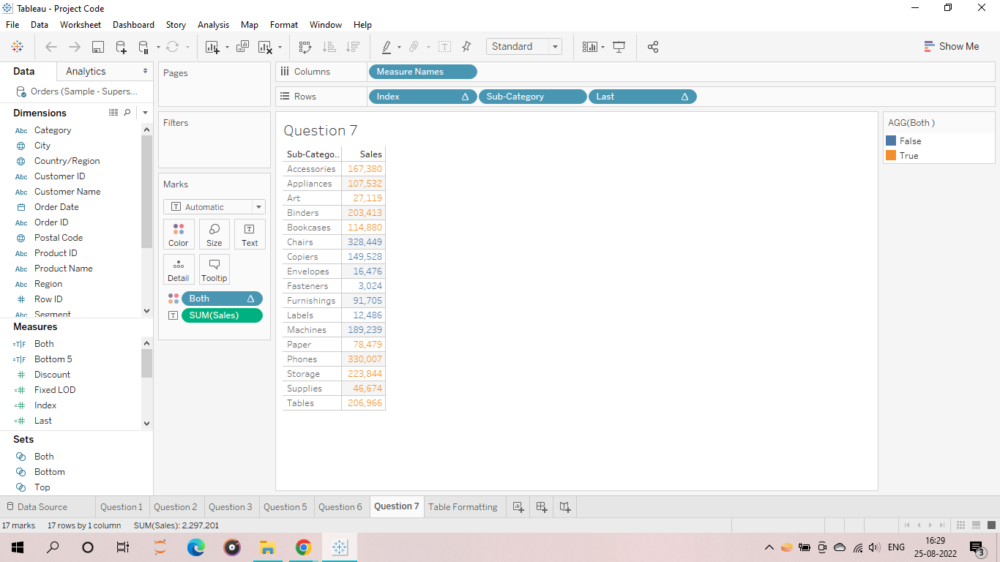 Tableau - Project Code
File Data Worksheet Dashboard Story Analysis Map Format Window Help
Standard
Show Me
Data Analytics
Orders (Sample - Supers...
Dimensions
Abc Category
City
Country/Region
Abc Customer ID
Abc Customer Name
Order Date
Abc Order ID
Postal Code
Abc Product ID
Abc Product Name
Abc Region
# Row ID
Abc Segment
Measures
=T|F Both
=T|F Bottom 5
# Discount
=# Fixed LOD
=# Index
=# Last
Sets
Both
Bottom
Top
Pages
Filters
Marks
T Automatic
Color Size Text
Detail Tooltip
Both Δ
SUM(Sales)
Columns Measure Names
Rows Index Δ Sub-Category Last Δ
Question 7
Sub-Catego.. Sales
Accessories 167,380
Appliances 107,532
Art 27,119
Binders 203,413
Bookcases 114,880
Chairs 328,449
Copiers 149,528
Envelopes 16,476
Fasteners 3,024
Furnishings 91,705
Labels 12,486
Machines 189,239
Paper 78,479
Phones 330,007
Storage 223,844
Supplies 46,674
Tables 206,966
AGG(Both )
False
True
Data Source Question 1 Question 2 Question 3 Question 5 Question 6 Question 7 Table Formatting
17 marks 17 rows by 1 column SUM(Sales): 2,297,201
ENG
16:29
25-08-2022
3